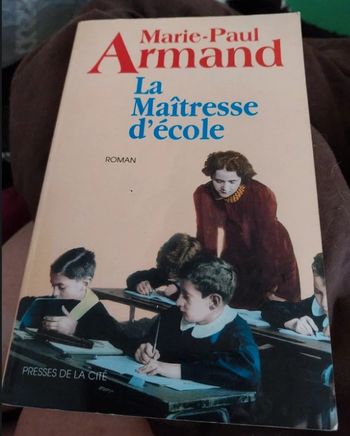 Marie-Paul
Armand
La
Maîtresse
d'école
ROMAN
PRESSES DE LA CITÉ